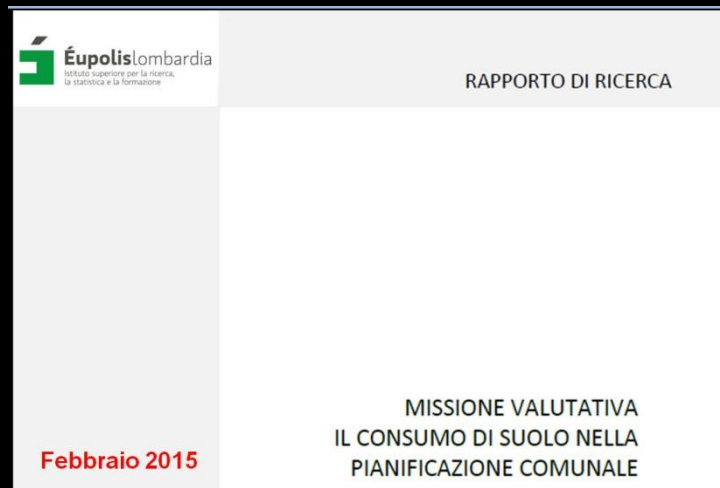 Éupolislombardia
Istituto superiore per la ricerca,
la statistica e la formazione
RAPPORTO DI RICERCA
MISSIONE VALUTATIVA
IL CONSUMO DI SUOLO NELLA
PIANIFICAZIONE COMUNALE
Febbraio 2015